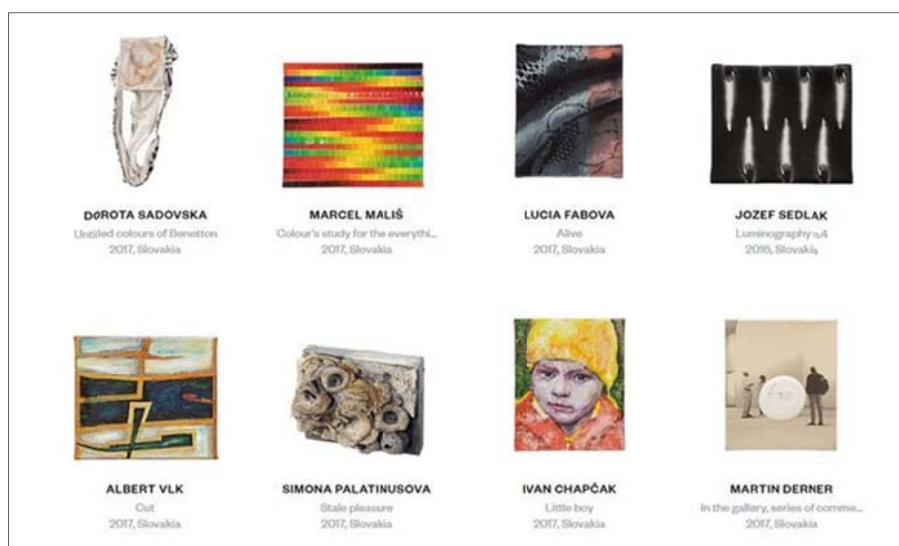 DOROTA SADOVSKA
Untitled colours of Benetton
2017, Slovakia
MARCEL MALIŠ
'Colour's study for the everythi...
2017, Slovakia
LUCIA FABOVA
Alive
2017, Slovakia
JOZEF SEDLAK
Luminography n.4
2016, Slovakia
ALBERT VLK
Cut
2017, Slovakia
SIMONA PALATINUSOVA
Stale pleasure
2017, Slovakia
IVAN CHAPČAK
Little boy
2017, Slovakia
MARTIN DERNER
In the gallery, series of comme...
2017, Slovakia